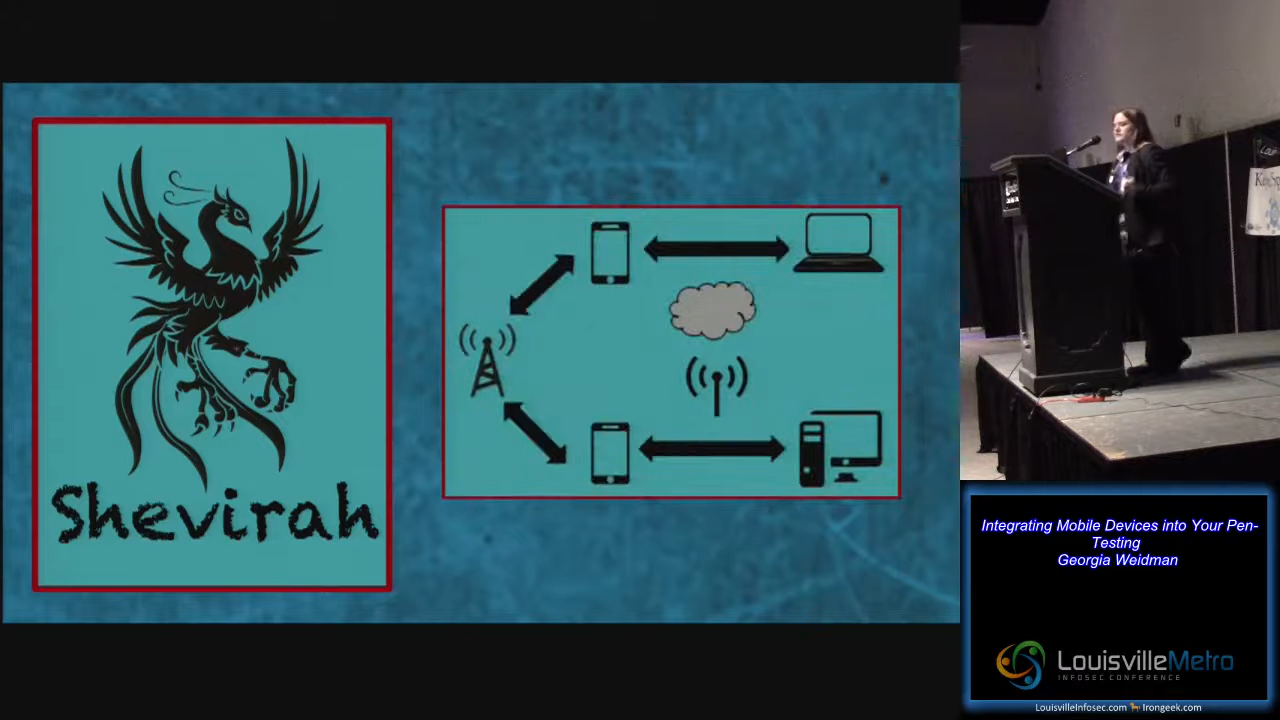 Shevirah
Integrating Mobile Devices into Your Pen-
Testing
Georgia Weidman
LouisvilleMetro
INFOSEC CONFERENCE
LouisvilleInfosec.com Irongeek.com